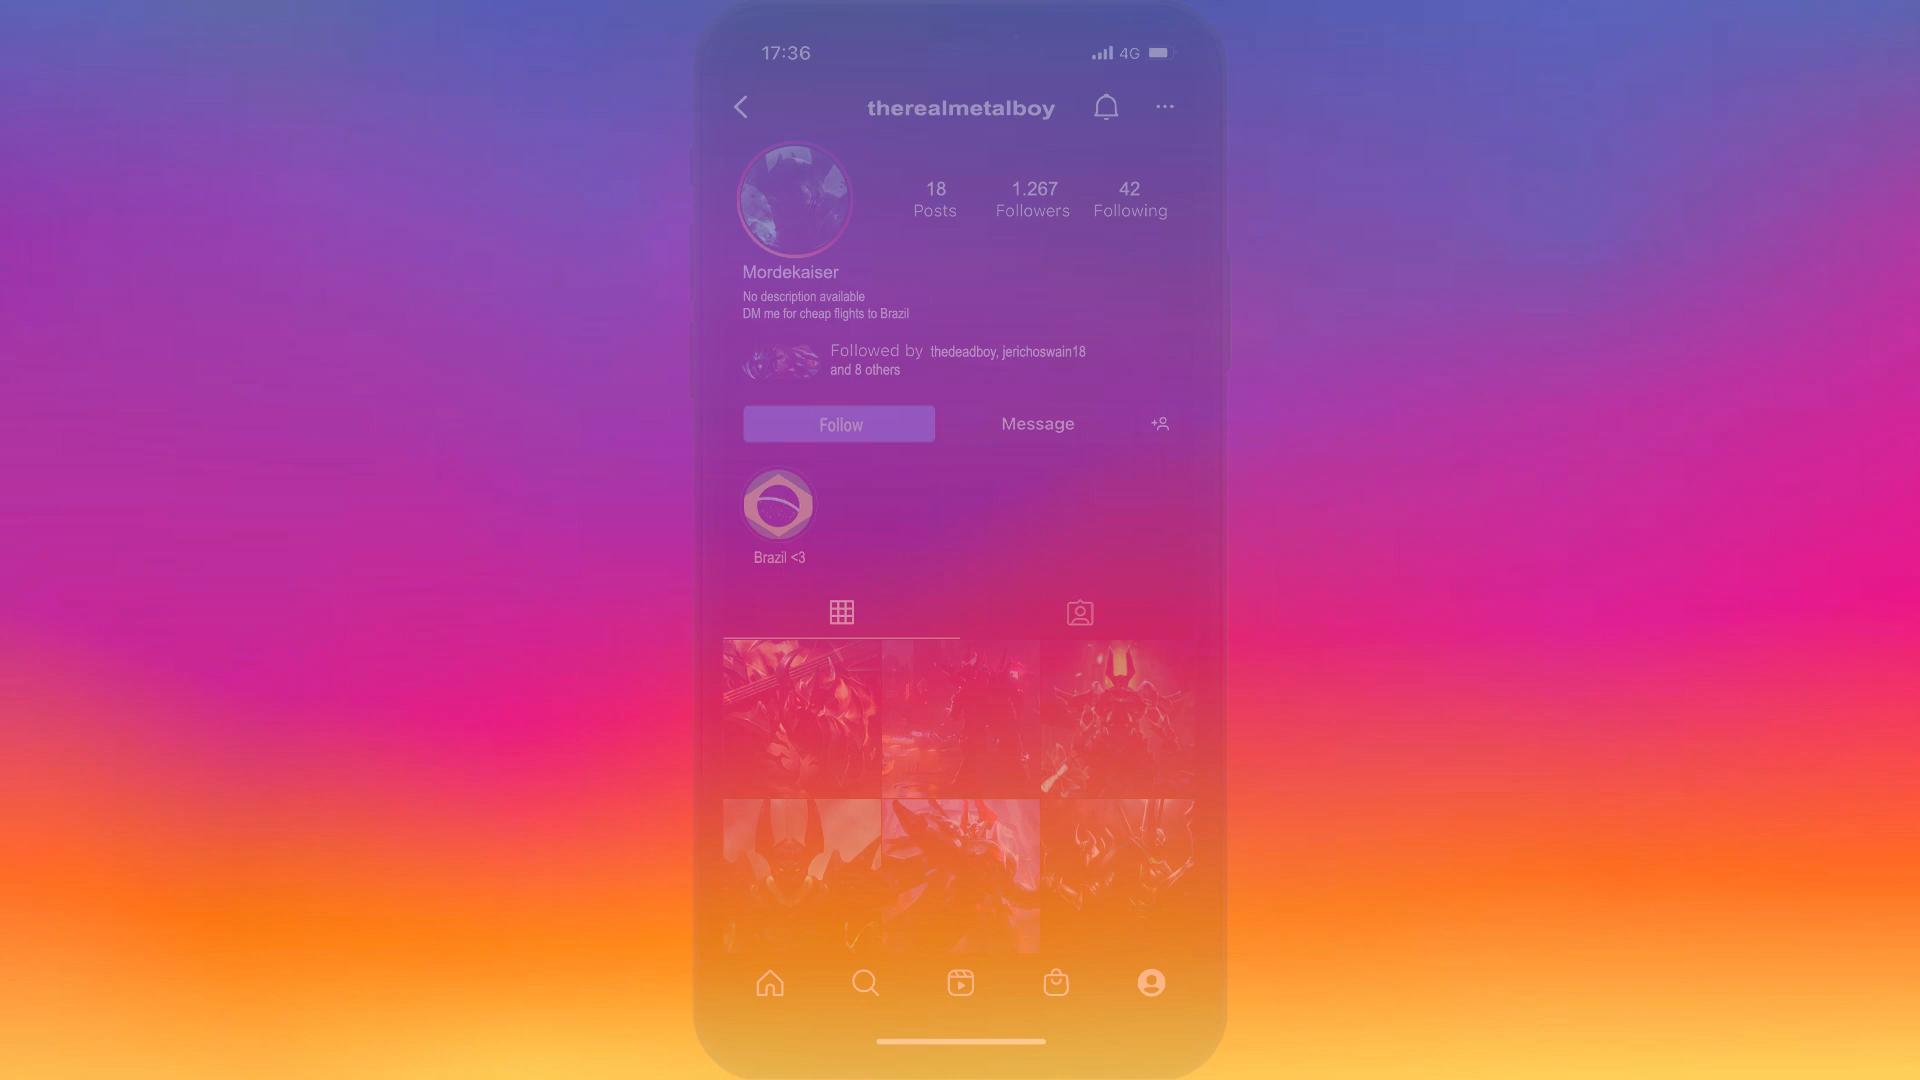 17:36 4G
therealmetalboy
18 1.267 42
Posts Followers Following
Mordekaiser
No description available
DM me for cheap flights to Brazil
Followed by thedeadboy, jerichoswain18
and 8 others
Follow Message
Brazil <3